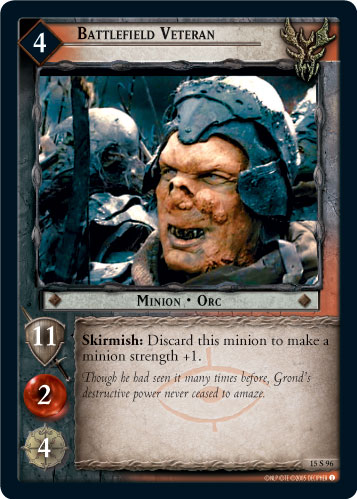 4
Battlefield Veteran
Minion • Orc
11
Skirmish: Discard this minion to make a
minion strength +1.
2
Though he had seen it many times before, Grond's
destructive power never ceased to amaze.
4
15 S 96